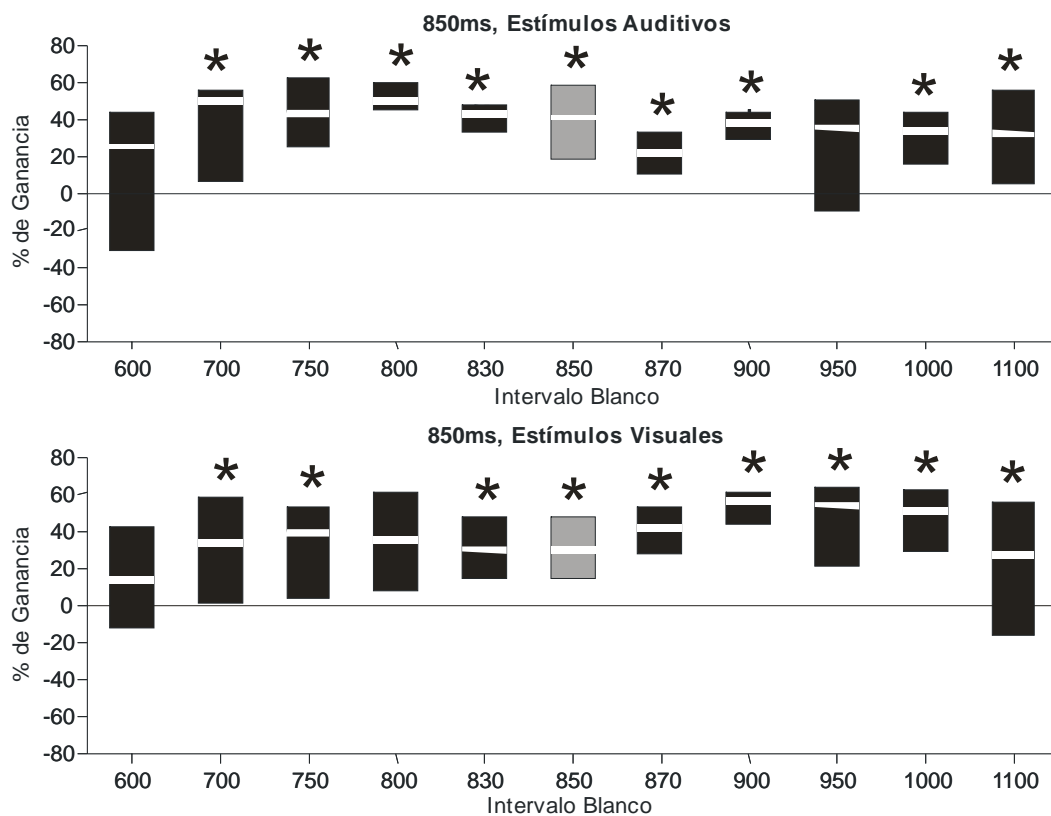 850ms, Estímulos Auditivos
80
60
40
20
0
-20
-40
-60
-80
% de Ganancia
* * * * * * * * *
600 700 750 800 830 850 870 900 950 1000 1100
Intervalo Blanco
850ms, Estímulos Visuales
80
60
40
20
0
-20
-40
-60
-80
% de Ganancia
* * * * * * * * *
600 700 750 800 830 850 870 900 950 1000 1100
Intervalo Blanco